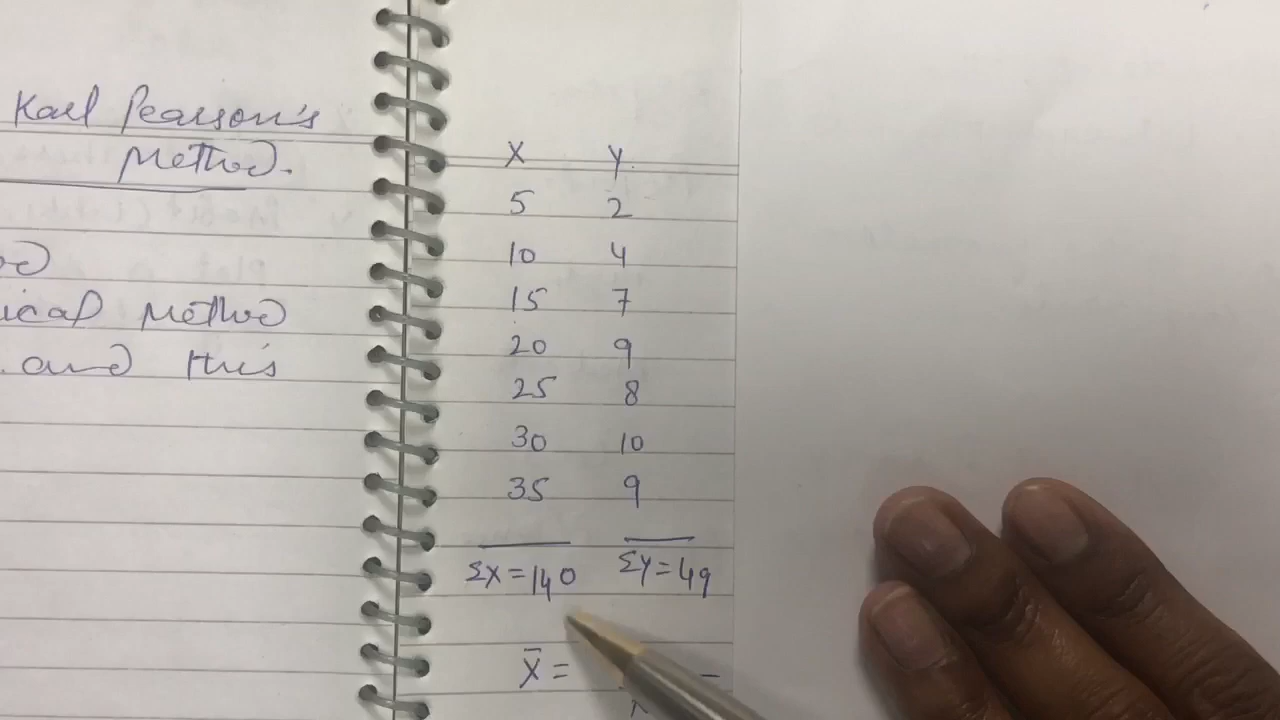 Karl Pearson's
Method.
ical Method
and this
X Y
5 2
10 4
15 7
20 9
25 8
30 10
35 9
ΣX=140 ΣY=49
X̄ =